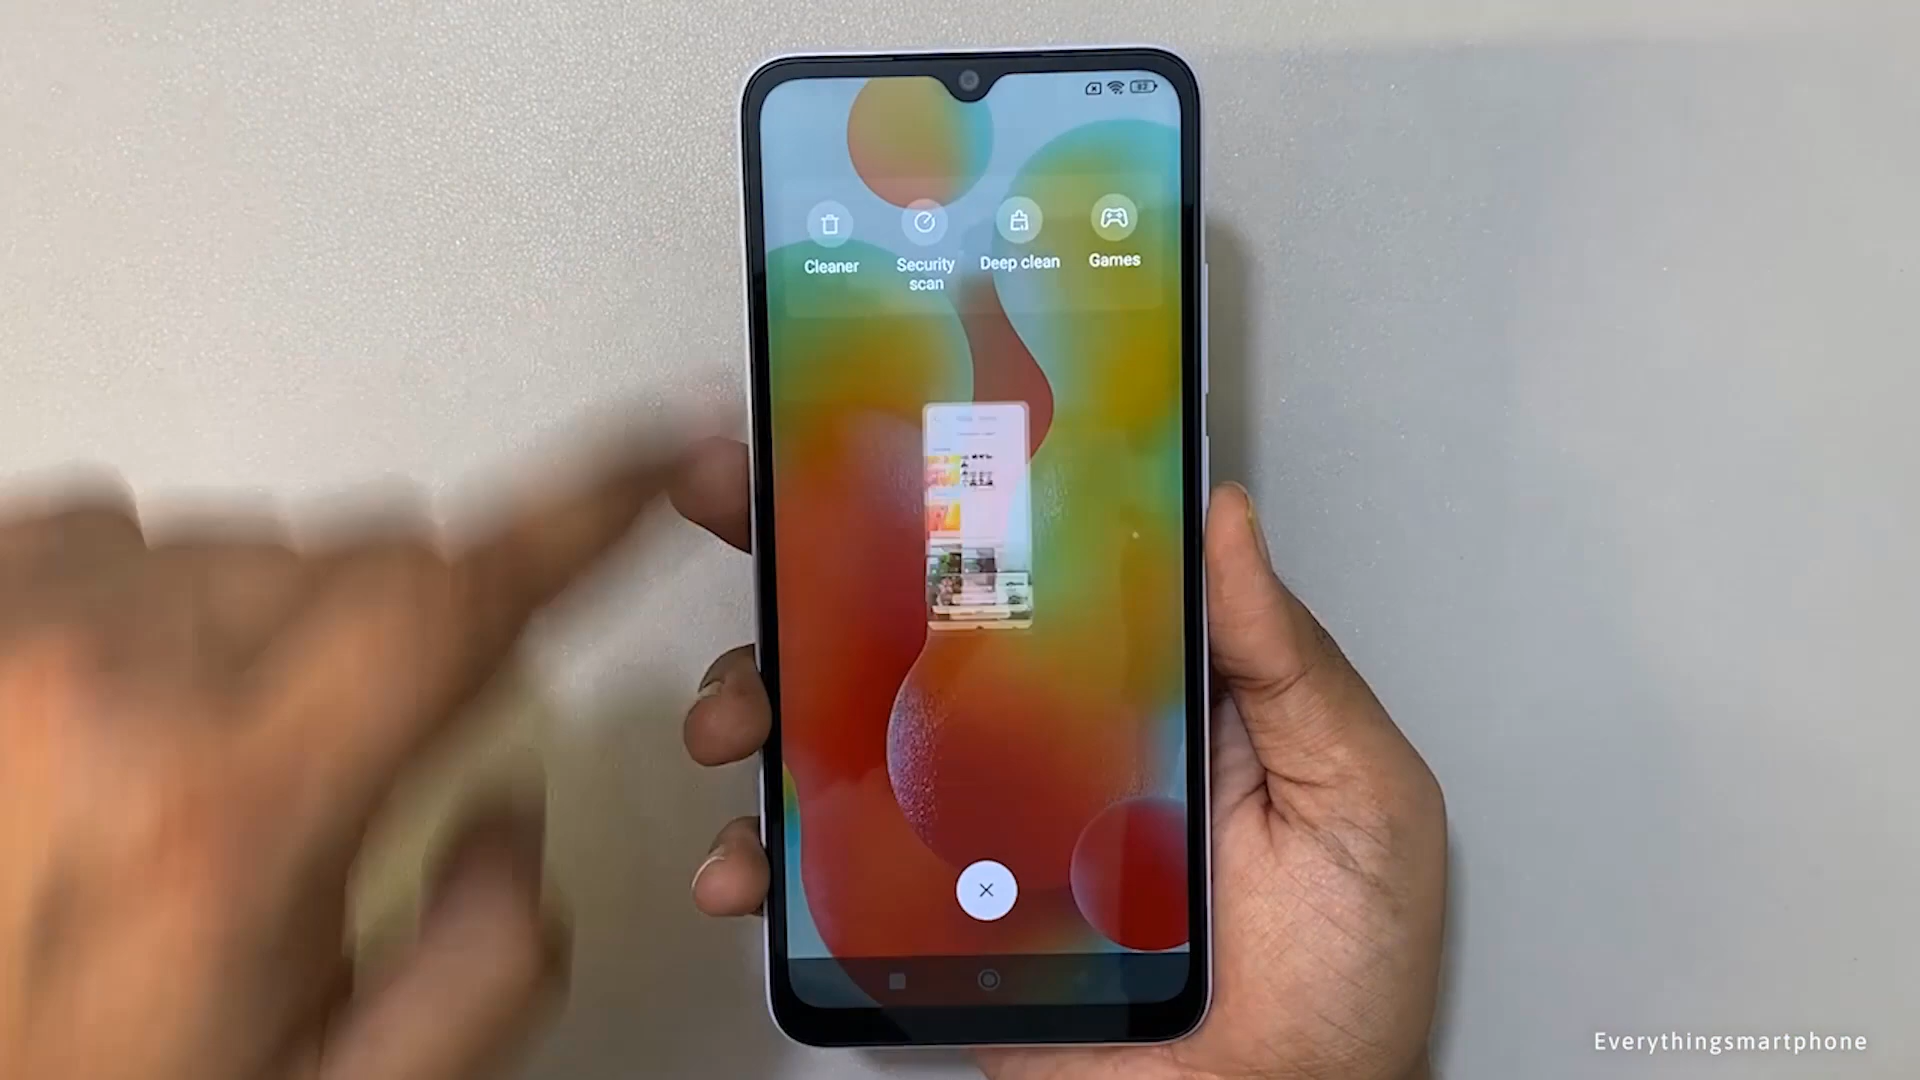 Cleaner
Security
scan
Deep clean
Games
Everythingsmartphone